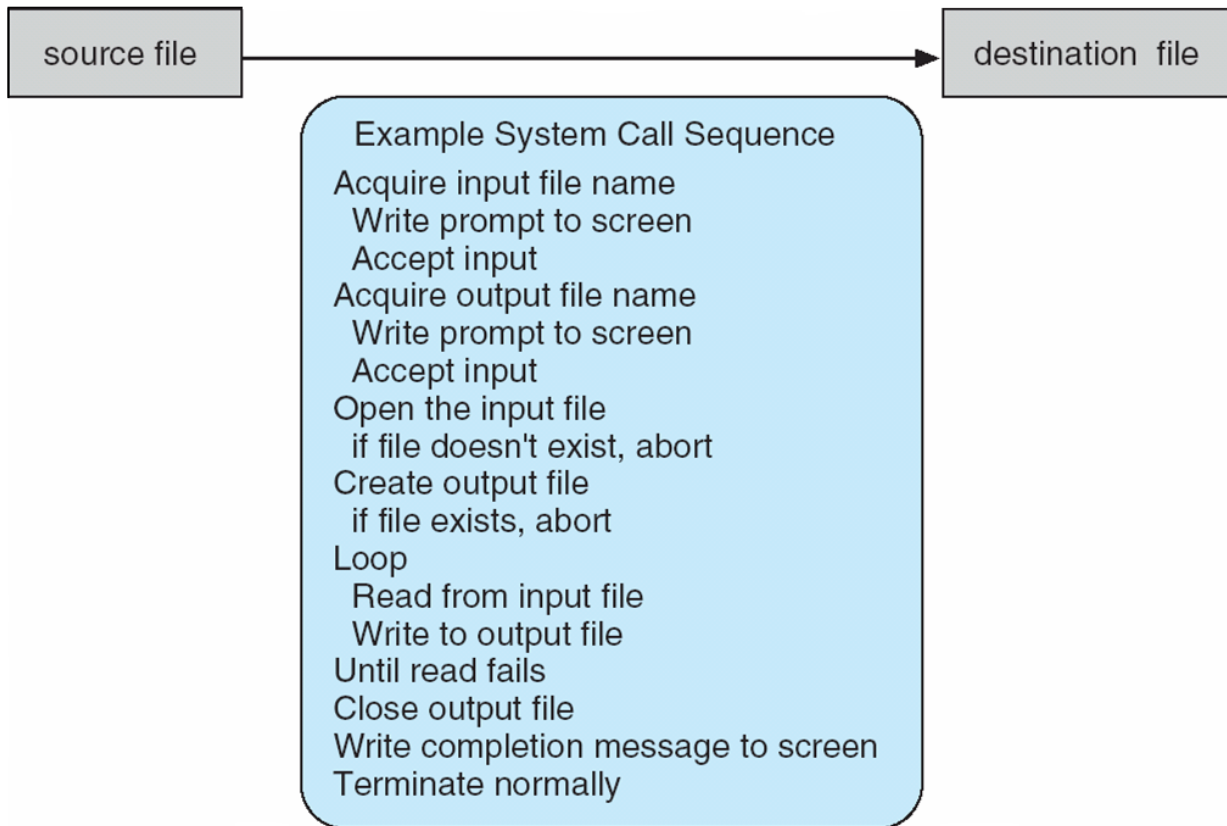 source file
destination file
Example System Call Sequence
Acquire input file name
Write prompt to screen
Accept input
Acquire output file name
Write prompt to screen
Accept input
Open the input file
if file doesn't exist, abort
Create output file
if file exists, abort
Loop
Read from input file
Write to output file
Until read fails
Close output file
Write completion message to screen
Terminate normally